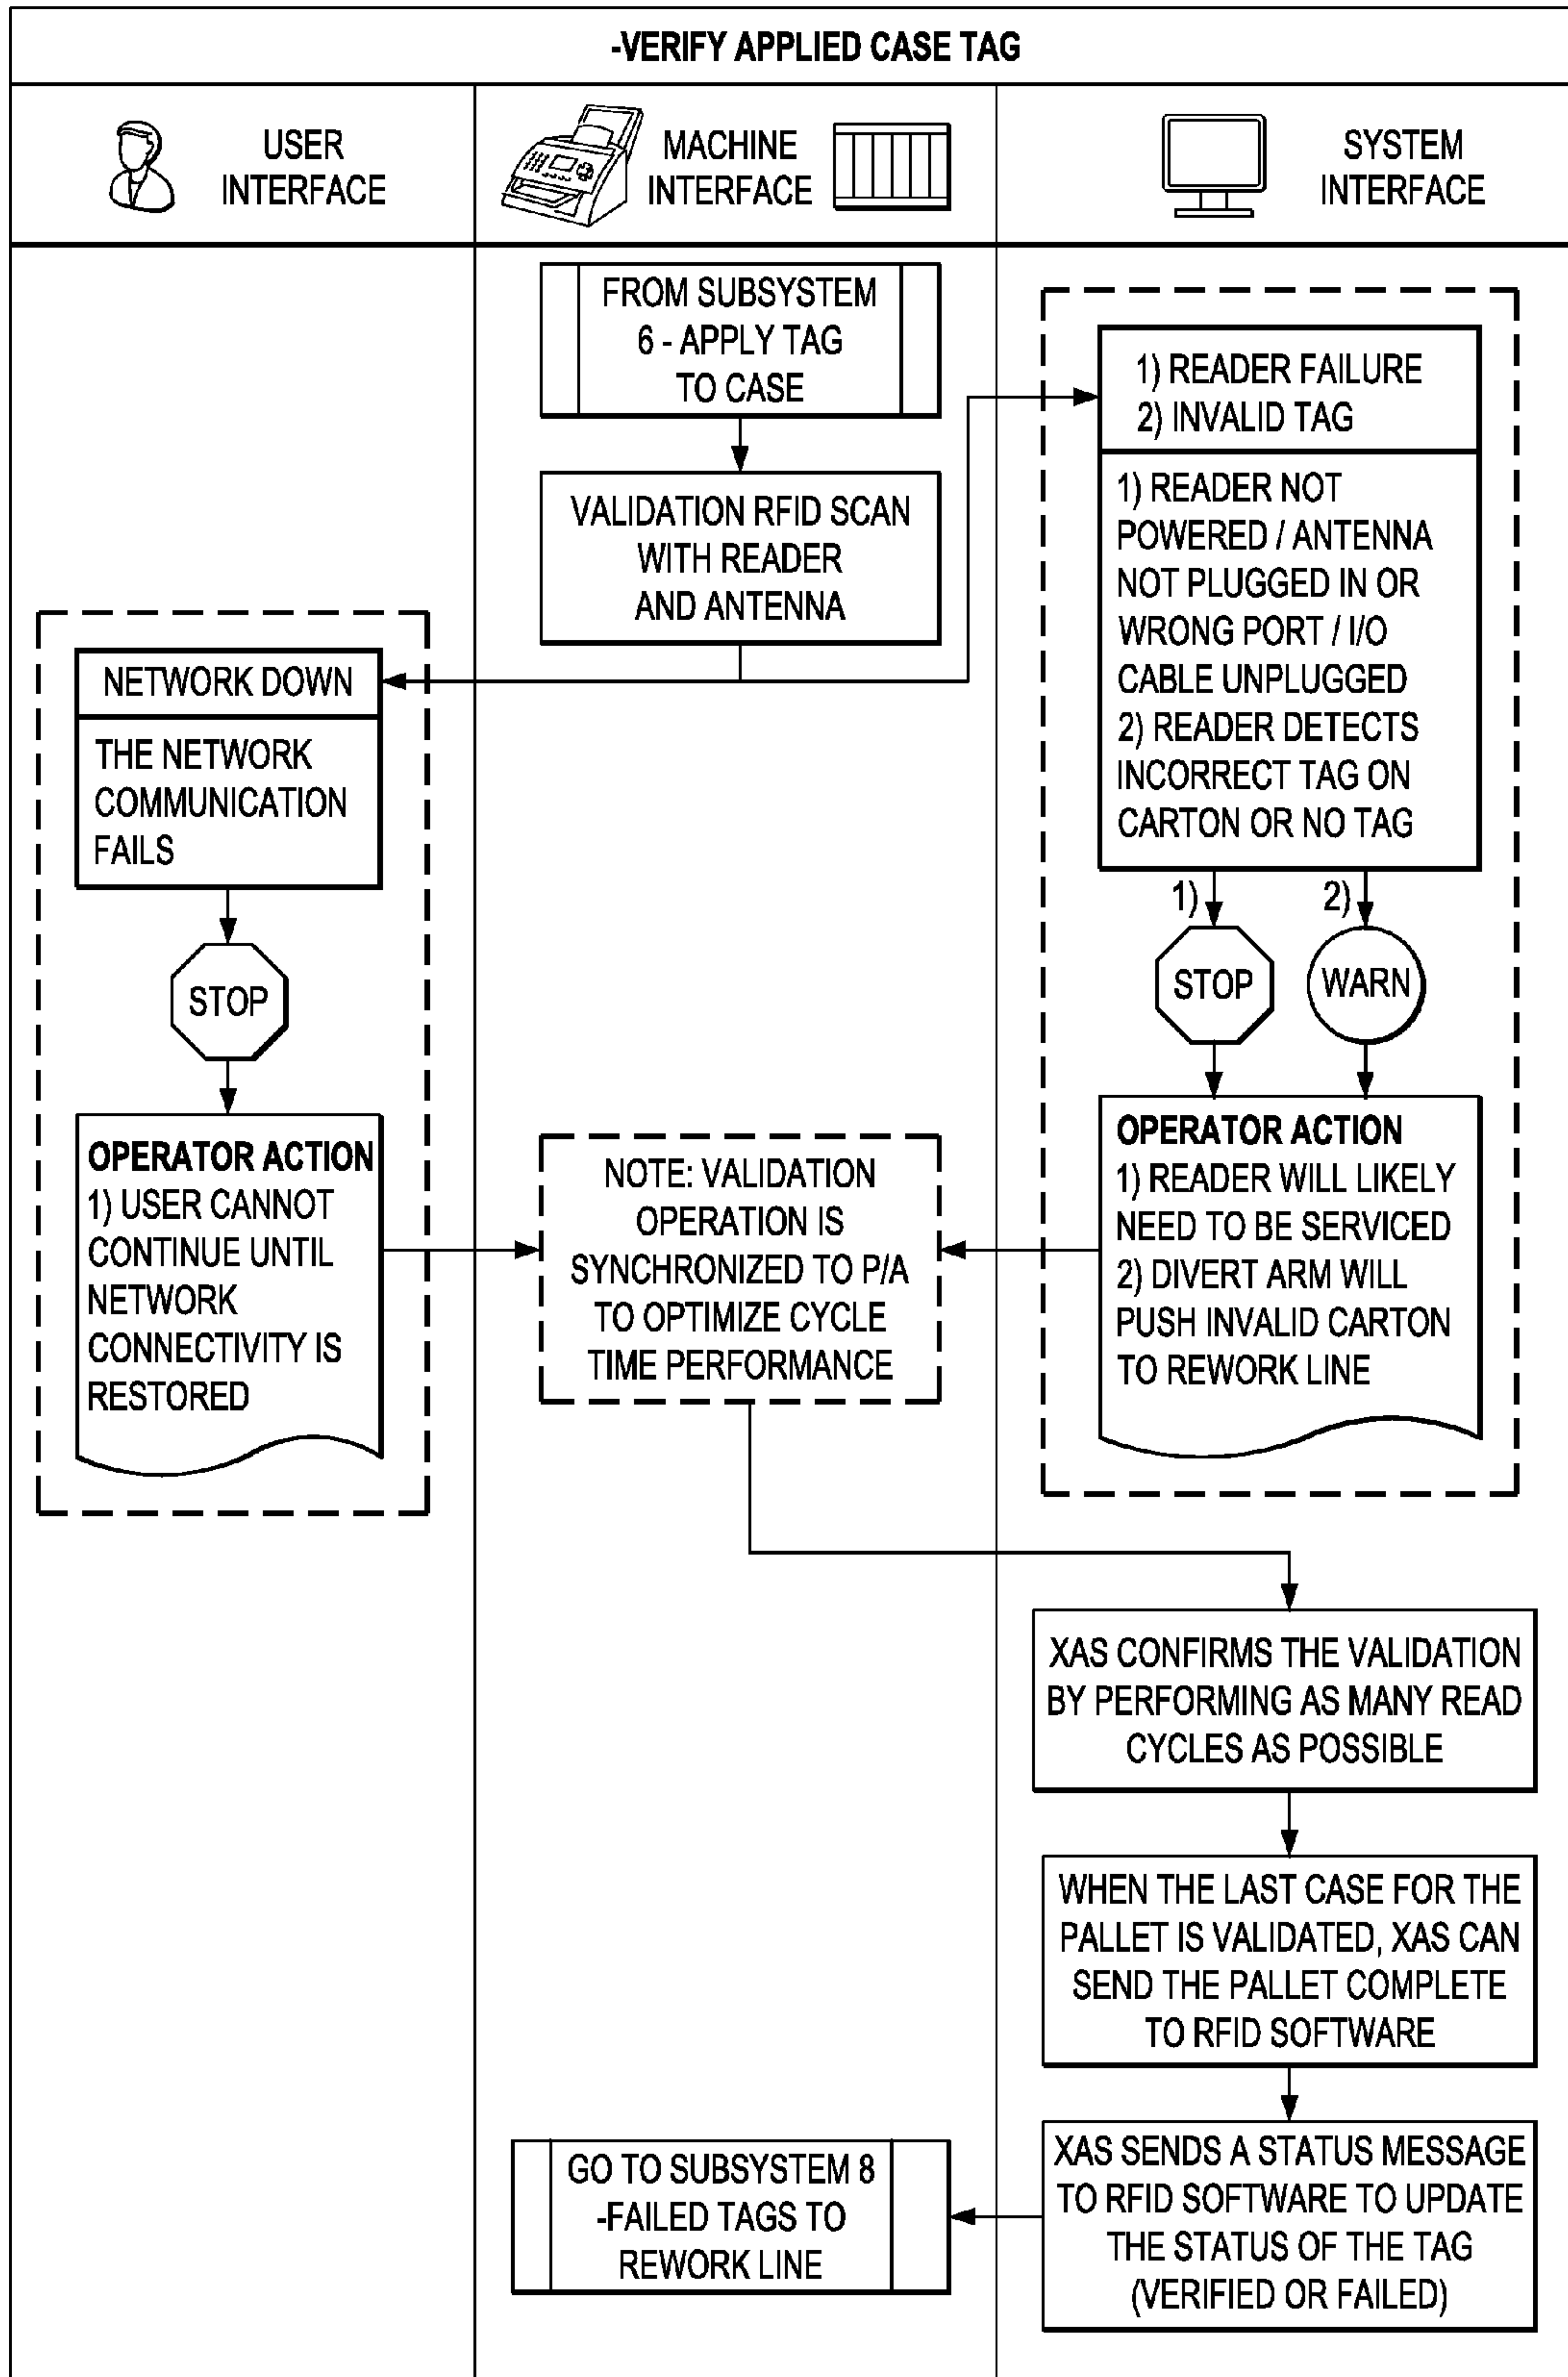 -VERIFY APPLIED CASE TAG
USER
INTERFACE
MACHINE
INTERFACE
SYSTEM
INTERFACE
FROM SUBSYSTEM
6 - APPLY TAG
TO CASE
VALIDATION RFID SCAN
WITH READER
AND ANTENNA
NETWORK DOWN
THE NETWORK
COMMUNICATION
FAILS
STOP
OPERATOR ACTION
1) USER CANNOT
CONTINUE UNTIL
NETWORK
CONNECTIVITY IS
RESTORED
1) READER FAILURE
2) INVALID TAG
1) READER NOT
POWERED / ANTENNA
NOT PLUGGED IN OR
WRONG PORT / I/O
CABLE UNPLUGGED
2) READER DETECTS
INCORRECT TAG ON
CARTON OR NO TAG
1)
2)
STOP
WARN
OPERATOR ACTION
1) READER WILL LIKELY
NEED TO BE SERVICED
2) DIVERT ARM WILL
PUSH INVALID CARTON
TO REWORK LINE
NOTE: VALIDATION
OPERATION IS
SYNCHRONIZED TO P/A
TO OPTIMIZE CYCLE
TIME PERFORMANCE
XAS CONFIRMS THE VALIDATION
BY PERFORMING AS MANY READ
CYCLES AS POSSIBLE
WHEN THE LAST CASE FOR THE
PALLET IS VALIDATED, XAS CAN
SEND THE PALLET COMPLETE
TO RFID SOFTWARE
XAS SENDS A STATUS MESSAGE
TO RFID SOFTWARE TO UPDATE
THE STATUS OF THE TAG
(VERIFIED OR FAILED)
GO TO SUBSYSTEM 8
-FAILED TAGS TO
REWORK LINE